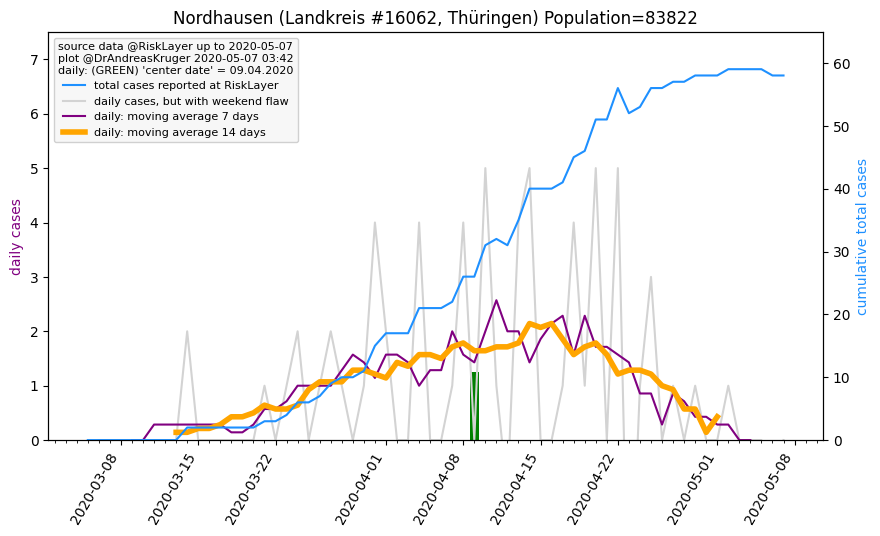 Nordhausen (Landkreis #16062, Thüringen) Population=83822
source data @RiskLayer up to 2020-05-07
plot @DrAndreasKruger 2020-05-07 03:42
daily: (GREEN) 'center date' = 09.04.2020
total cases reported at RiskLayer
daily cases, but with weekend flaw
daily: moving average 7 days
daily: moving average 14 days
daily cases
7
6
5
4
3
2
1
0
cumulative total cases
60
50
40
30
20
10
0
2020-03-08
2020-03-15
2020-03-22
2020-04-01
2020-04-08
2020-04-15
2020-04-22
2020-05-01
2020-05-08